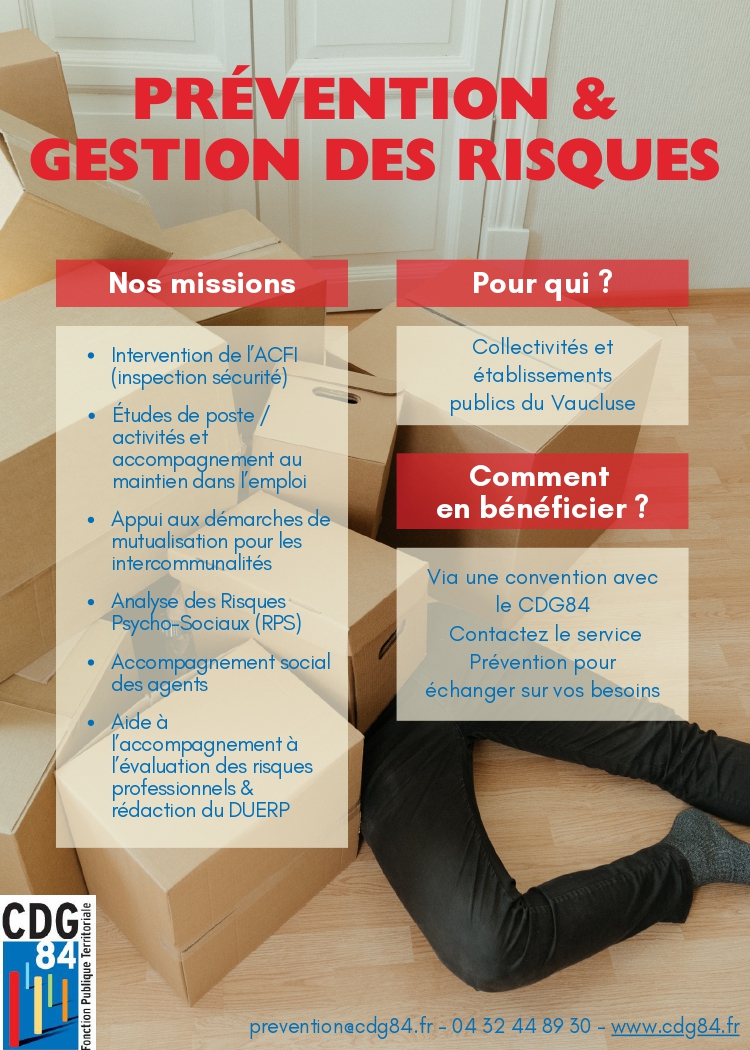 PRÉVENTION &
GESTION DES RISQUES
Nos missions
• Intervention de l'ACFI
(inspection sécurité)
• Études de poste /
activités et
accompagnement au
maintien dans l'emploi
• Appui aux démarches de
mutualisation pour les
intercommunalités
• Analyse des Risques
Psycho-Sociaux (RPS)
• Accompagnement social
des agents
• Aide à
l'accompagnement à
l'évaluation des risques
professionnels &
rédaction du DUERP
Pour qui ?
Collectivités et
établissements
publics du Vaucluse
Comment
en bénéficier ?
Via une convention avec
le CDG84
Contactez le service
Prévention pour
échanger sur vos besoins
CDG
84
Fonction Publique Territoriale
prevention@cdg84.fr - 04 32 44 89 30 - www.cdg84.fr